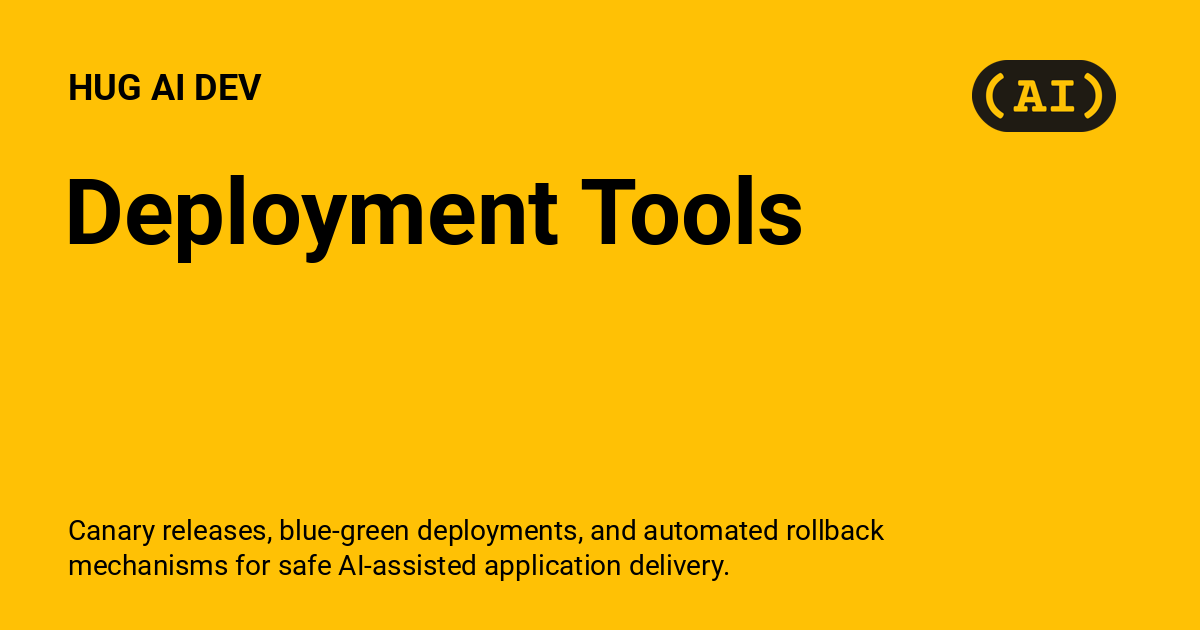 HUG AI DEV
(AI)
Deployment Tools
Canary releases, blue-green deployments, and automated rollback
mechanisms for safe AI-assisted application delivery.